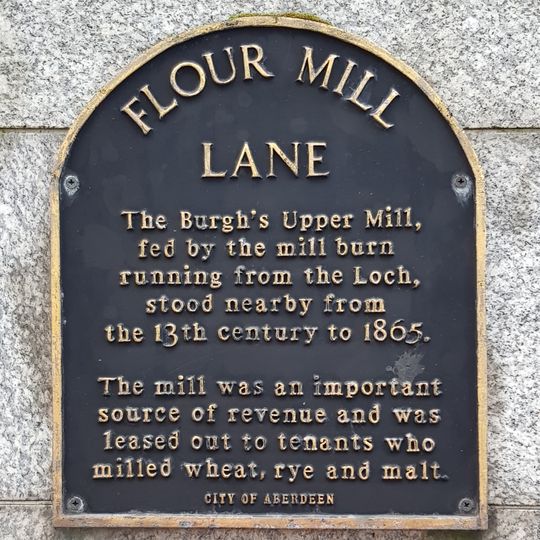 FLOUR MILL
LANE
The Burgh's Upper Mill,
fed by the mill burn
running from the Loch,
stood nearby from
the 13th century to 1865.
The mill was an important
source of revenue and was
leased out to tenants who
milled wheat, rye and malt.
CITY OF ABERDEEN